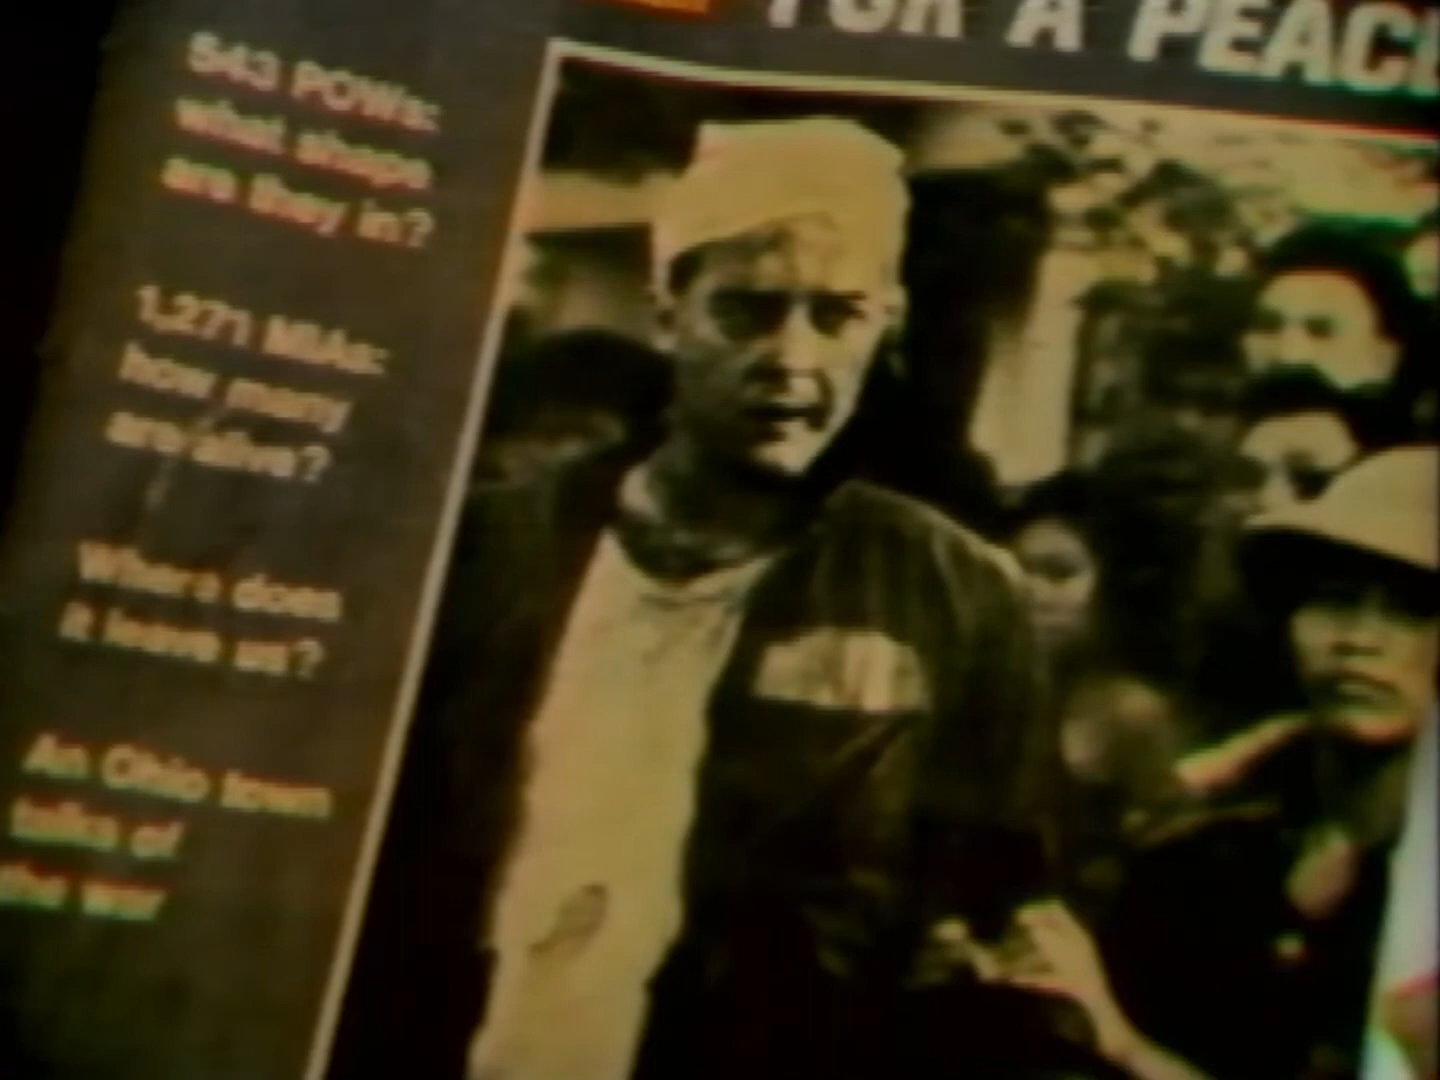 FOR A PEACE
543 POWs:
what shape
are they in?
1,271 MIAs:
how many
are alive?
Where does
it leave us?
An Ohio town
talks of
the war